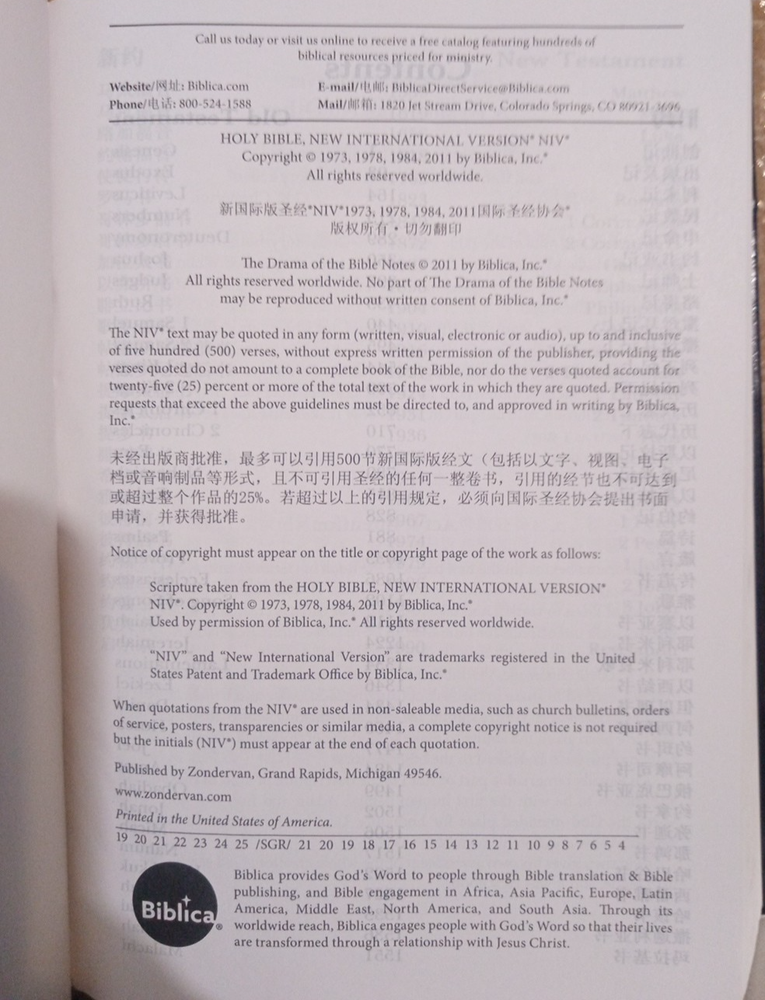 Call us today or visit us online to receive a free catalog featuring hundreds of
biblical resources priced for ministry.
Website/网址: Biblica.com E-mail/电邮: BiblicaDirectService@Biblica.com
Phone/电话: 800-524-1588 Mail/邮箱: 1820 Jet Stream Drive, Colorado Springs, CO 80921-3696
HOLY BIBLE, NEW INTERNATIONAL VERSION® NIV®
Copyright © 1973, 1978, 1984, 2011 by Biblica, Inc.®
All rights reserved worldwide.
新国际版圣经®NIV®1973, 1978, 1984, 2011国际圣经协会®
版权所有·切勿翻印
The Drama of the Bible Notes © 2011 by Biblica, Inc.®
All rights reserved worldwide. No part of The Drama of the Bible Notes
may be reproduced without written consent of Biblica, Inc.®
The NIV® text may be quoted in any form (written, visual, electronic or audio), up to and inclusive
of five hundred (500) verses, without express written permission of the publisher, providing the
verses quoted do not amount to a complete book of the Bible, nor do the verses quoted account for
twenty-five (25) percent or more of the total text of the work in which they are quoted. Permission
requests that exceed the above guidelines must be directed to, and approved in writing by Biblica,
Inc.®
未经出版商批准，最多可以引用500节新国际版经文（包括以文字、视图、电子
档或音响制品等形式，且不可引用圣经的任何一整卷书，引用的经节也不可达到
或超过整个作品的25%。若超过以上的引用规定，必须向国际圣经协会提出书面
申请，并获得批准。
Notice of copyright must appear on the title or copyright page of the work as follows:
Scripture taken from the HOLY BIBLE, NEW INTERNATIONAL VERSION®
NIV®. Copyright © 1973, 1978, 1984, 2011 by Biblica, Inc.®
Used by permission of Biblica, Inc.® All rights reserved worldwide.
“NIV” and “New International Version” are trademarks registered in the United
States Patent and Trademark Office by Biblica, Inc.®
When quotations from the NIV® are used in non-saleable media, such as church bulletins, orders
of service, posters, transparencies or similar media, a complete copyright notice is not required
but the initials (NIV®) must appear at the end of each quotation.
Published by Zondervan, Grand Rapids, Michigan 49546.
www.zondervan.com
Printed in the United States of America.
19 20 21 22 23 24 25 /SGR/ 21 20 19 18 17 16 15 14 13 12 11 10 9 8 7 6 5 4
Biblica®
Biblica provides God’s Word to people through Bible translation & Bible
publishing, and Bible engagement in Africa, Asia Pacific, Europe, Latin
America, Middle East, North America, and South Asia. Through its
worldwide reach, Biblica engages people with God’s Word so that their lives
are transformed through a relationship with Jesus Christ.